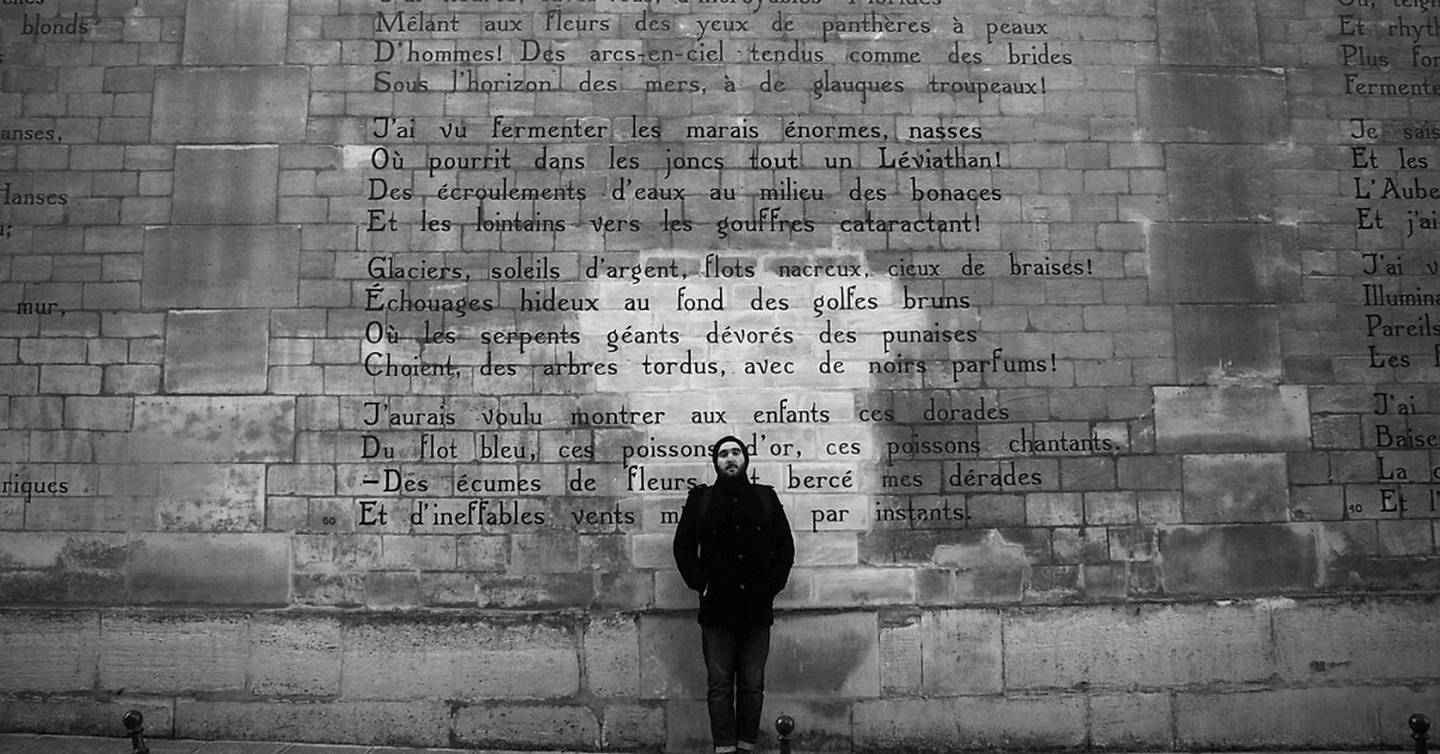 blonds
anses,
lanses
mur,
riques
Mêlant aux fleurs des yeux de panthères à peaux
D'hommes! Des arcs-en-ciel tendus comme des brides
Sous l'horizon des mers, à de glauques troupeaux!
J'ai vu fermenter les marais énormes, nasses
Où pourrit dans les joncs tout un Léviathan!
Des écroulements d'eaux au milieu des bonaces
Et les lointains vers les gouffres cataractant!
Glaciers, soleils d'argent, flots nacreux, cieux de braises!
Échouages hideux au fond des golfes bruns
Où les serpents géants dévorés des punaises
Choient, des arbres tordus, avec de noirs parfums!
J'aurais voulu montrer aux enfants ces dorades
Du flot bleu, ces poissons d'or, ces poissons chantants.
—Des écumes de fleurs bercé mes dérades
60 Et d'ineffables vents m par instants.
Et rhyth
Plus for
Fermente
Je sais
Et les
L'Aube
Et j'ai
J'ai v
Illumina
Pareils
Les
J'ai
Baise
La
40 Et l'